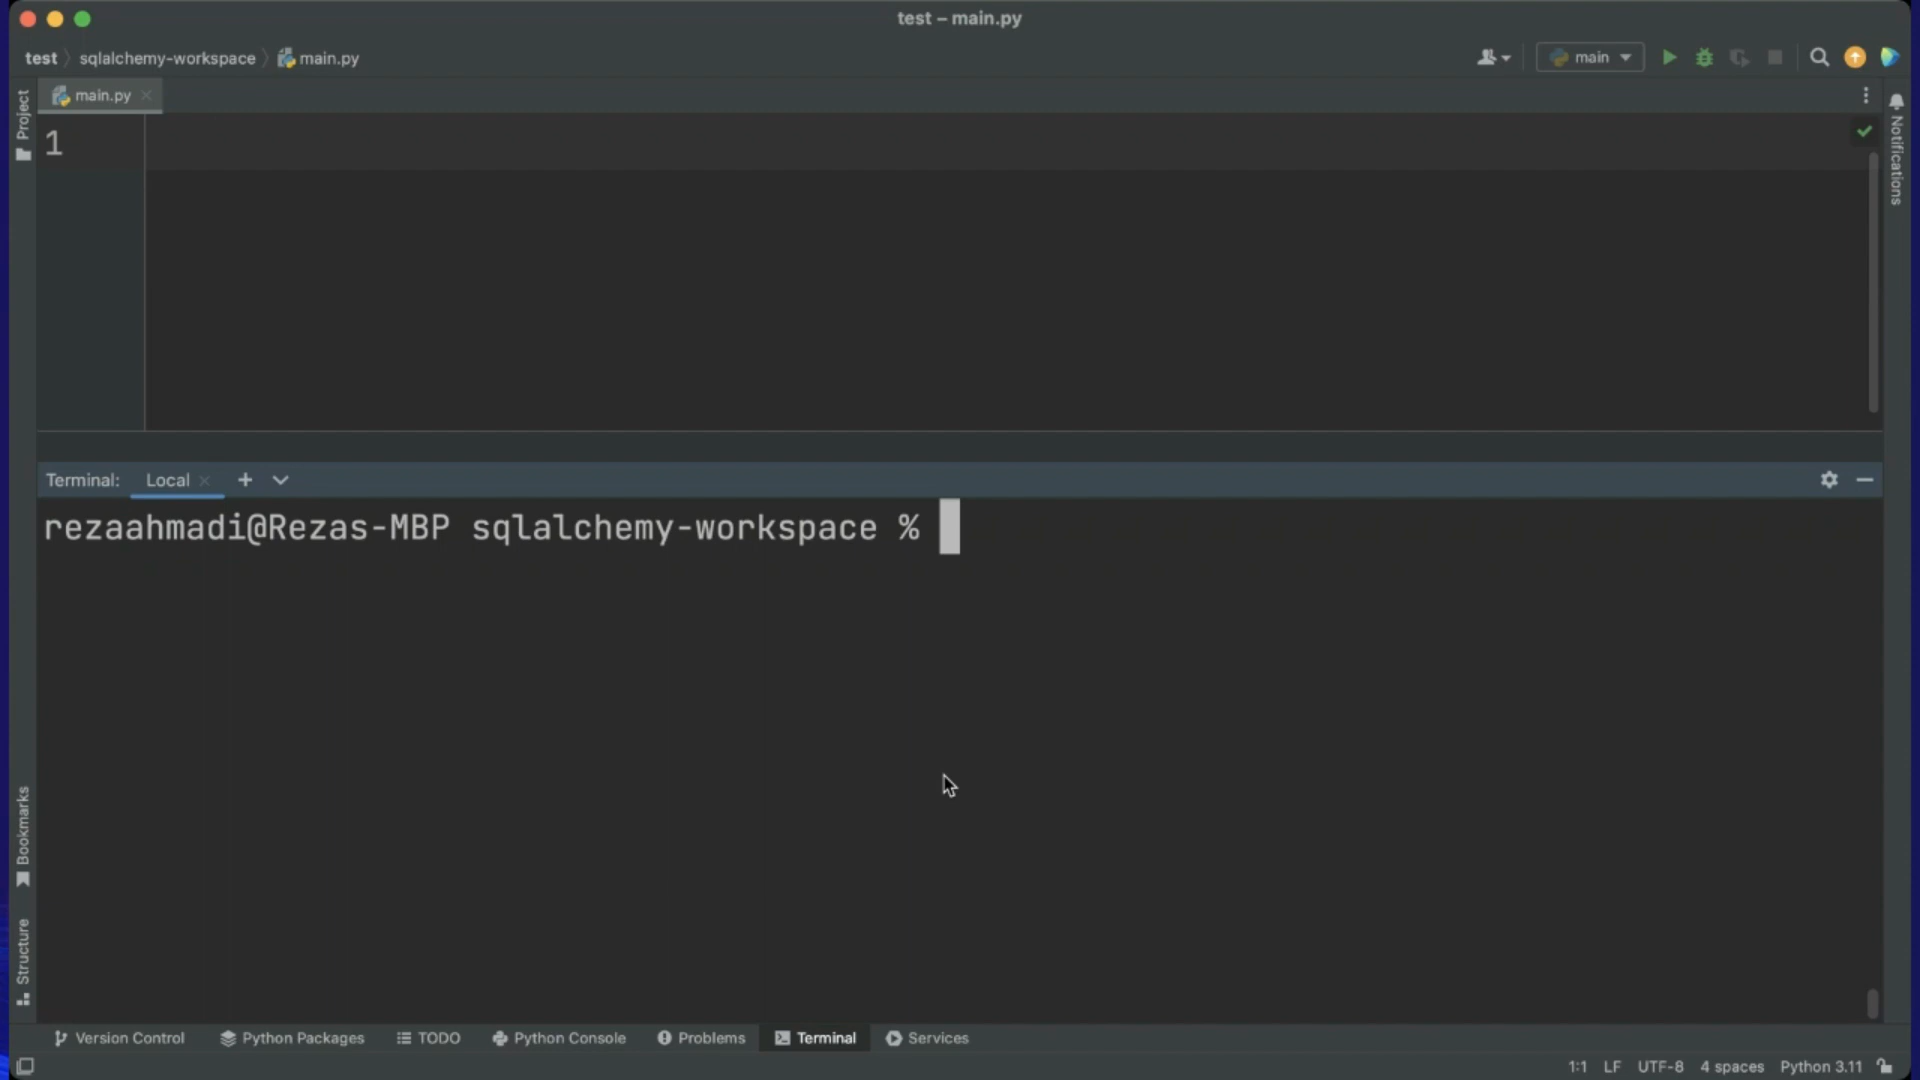 test – main.py
test sqlalchemy-workspace main.py
main
main.py
Project
1
Notifications
Terminal: Local
rezaahmadi@Rezas-MBP sqlalchemy-workspace %
Bookmarks
Structure
Version Control Python Packages TODO Python Console Problems Terminal Services
1:1 LF UTF-8 4 spaces Python 3.11